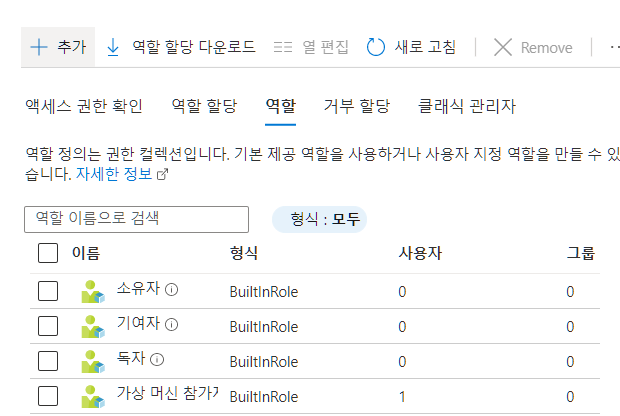 추가 역할 할당 다운로드 열 편집 새로 고침 Remove
액세스 권한 확인 역할 할당 역할 거부 할당 클래식 관리자
역할 정의는 권한 컬렉션입니다. 기본 제공 역할을 사용하거나 사용자 지정 역할을 만들 수 있
습니다. 자세한 정보
역할 이름으로 검색 형식 : 모두
이름 형식 사용자 그룹
소유자 BuiltInRole 0 0
기여자 BuiltInRole 0 0
독자 BuiltInRole 0 0
가상 머신 참가 BuiltInRole 1 0